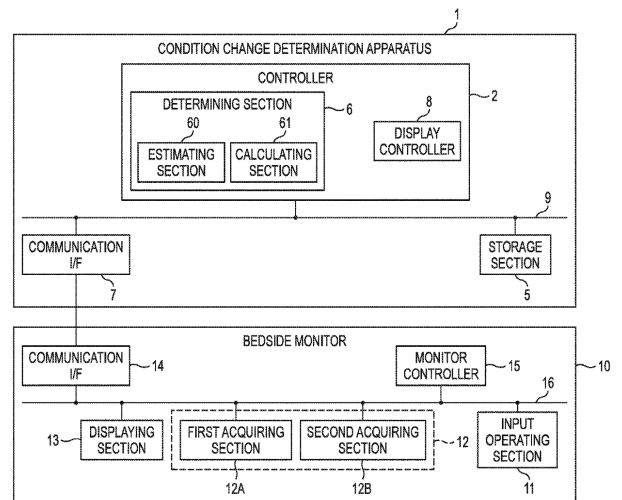 1
CONDITION CHANGE DETERMINATION APPARATUS
CONTROLLER
2
DETERMINING SECTION
6
60
61
8
ESTIMATING
SECTION
CALCULATING
SECTION
DISPLAY
CONTROLLER
9
COMMUNICATION
I/F
7
STORAGE
SECTION
5
BEDSIDE MONITOR
10
COMMUNICATION
I/F
14
MONITOR
CONTROLLER
15
16
13
DISPLAYING
SECTION
FIRST ACQUIRING
SECTION
SECOND ACQUIRING
SECTION
12
INPUT
OPERATING
SECTION
12A
12B
11